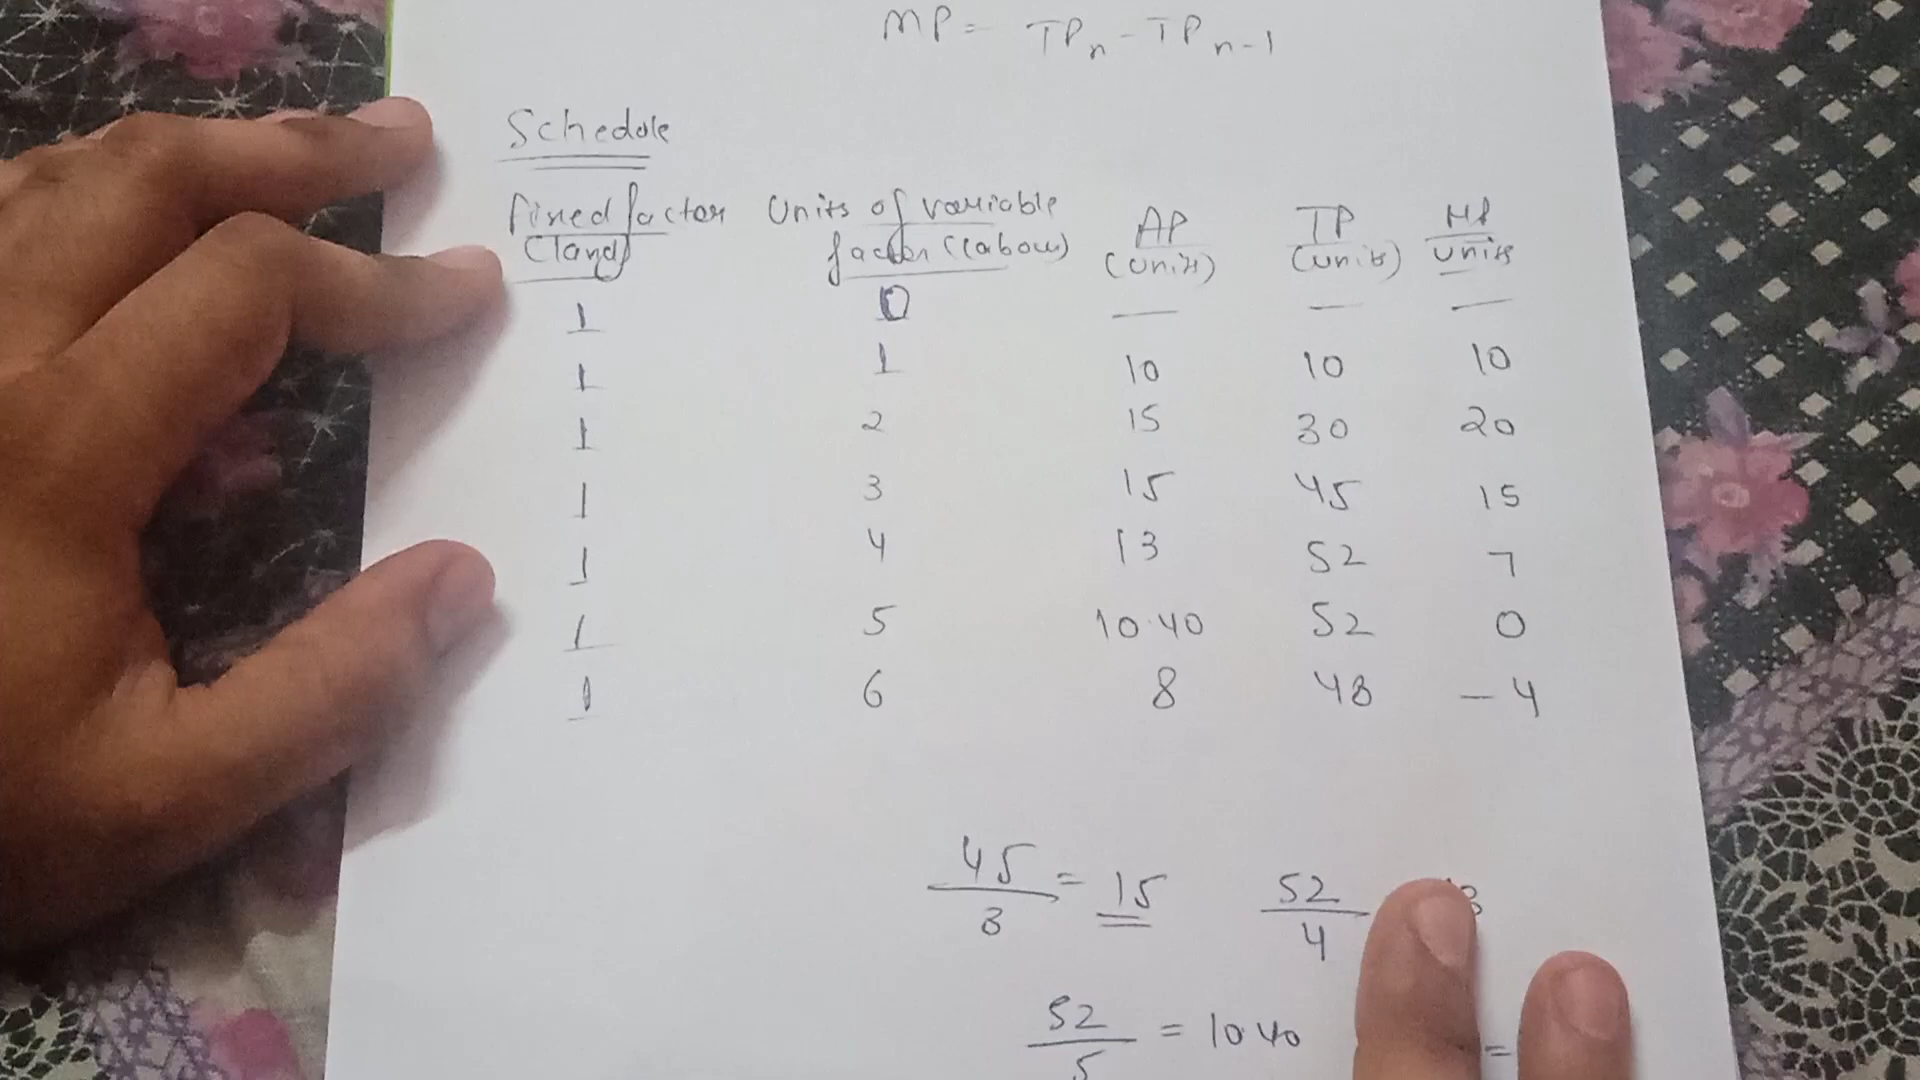 MP = TPn - TPn-1
Schedule
fixed factor Units of variable AP TP MP
(land) factor (labour) (units) (units) units
1 0 — — —
1 1 10 10 10
1 2 15 30 20
1 3 15 45 15
1 4 13 52 7
1 5 10.40 52 0
1 6 8 48 -4
45/3 = 15 52/4
52/5 = 10.40 =